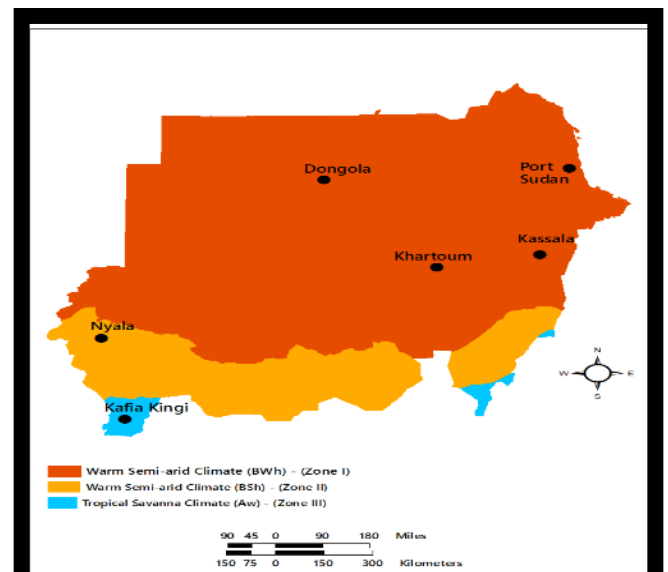 Dongola
Port
Sudan
Kassala
Khartoum
Nyala
Kafia Kingi
N
W E
S
Warm Semi-arid Climate (BWh) - (Zone I)
Warm Semi-arid Climate (BSh) - (Zone II)
Tropical Savanna Climate (Aw) - (Zone III)
90 45 0 90 180 Miles
150 75 0 150 300 Kilometers